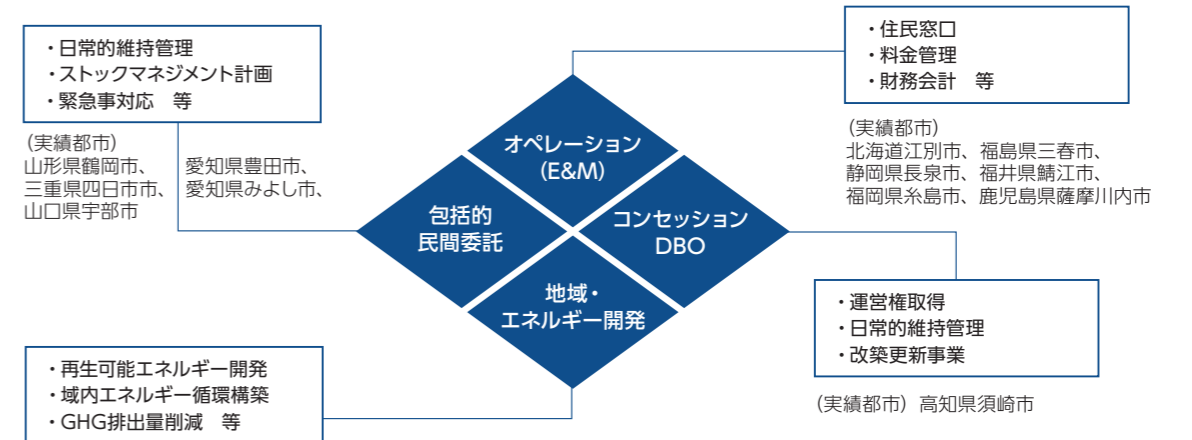 ・日常的維持管理
・ストックマネジメント計画
・緊急事対応　等
（実績都市）
山形県鶴岡市、 愛知県豊田市、
三重県四日市市、 愛知県みよし市、
山口県宇部市
・住民窓口
・料金管理
・財務会計　等
（実績都市）
北海道江別市、福島県三春市、
静岡県長泉市、福井県鯖江市、
福岡県糸島市、鹿児島県薩摩川内市
オペレーション
(E&M)
包括的
民間委託
コンセッション
DBO
地域・
エネルギー開発
・運営権取得
・日常的維持管理
・改築更新事業
（実績都市）高知県須崎市
・再生可能エネルギー開発
・域内エネルギー循環構築
・GHG排出量削減　等